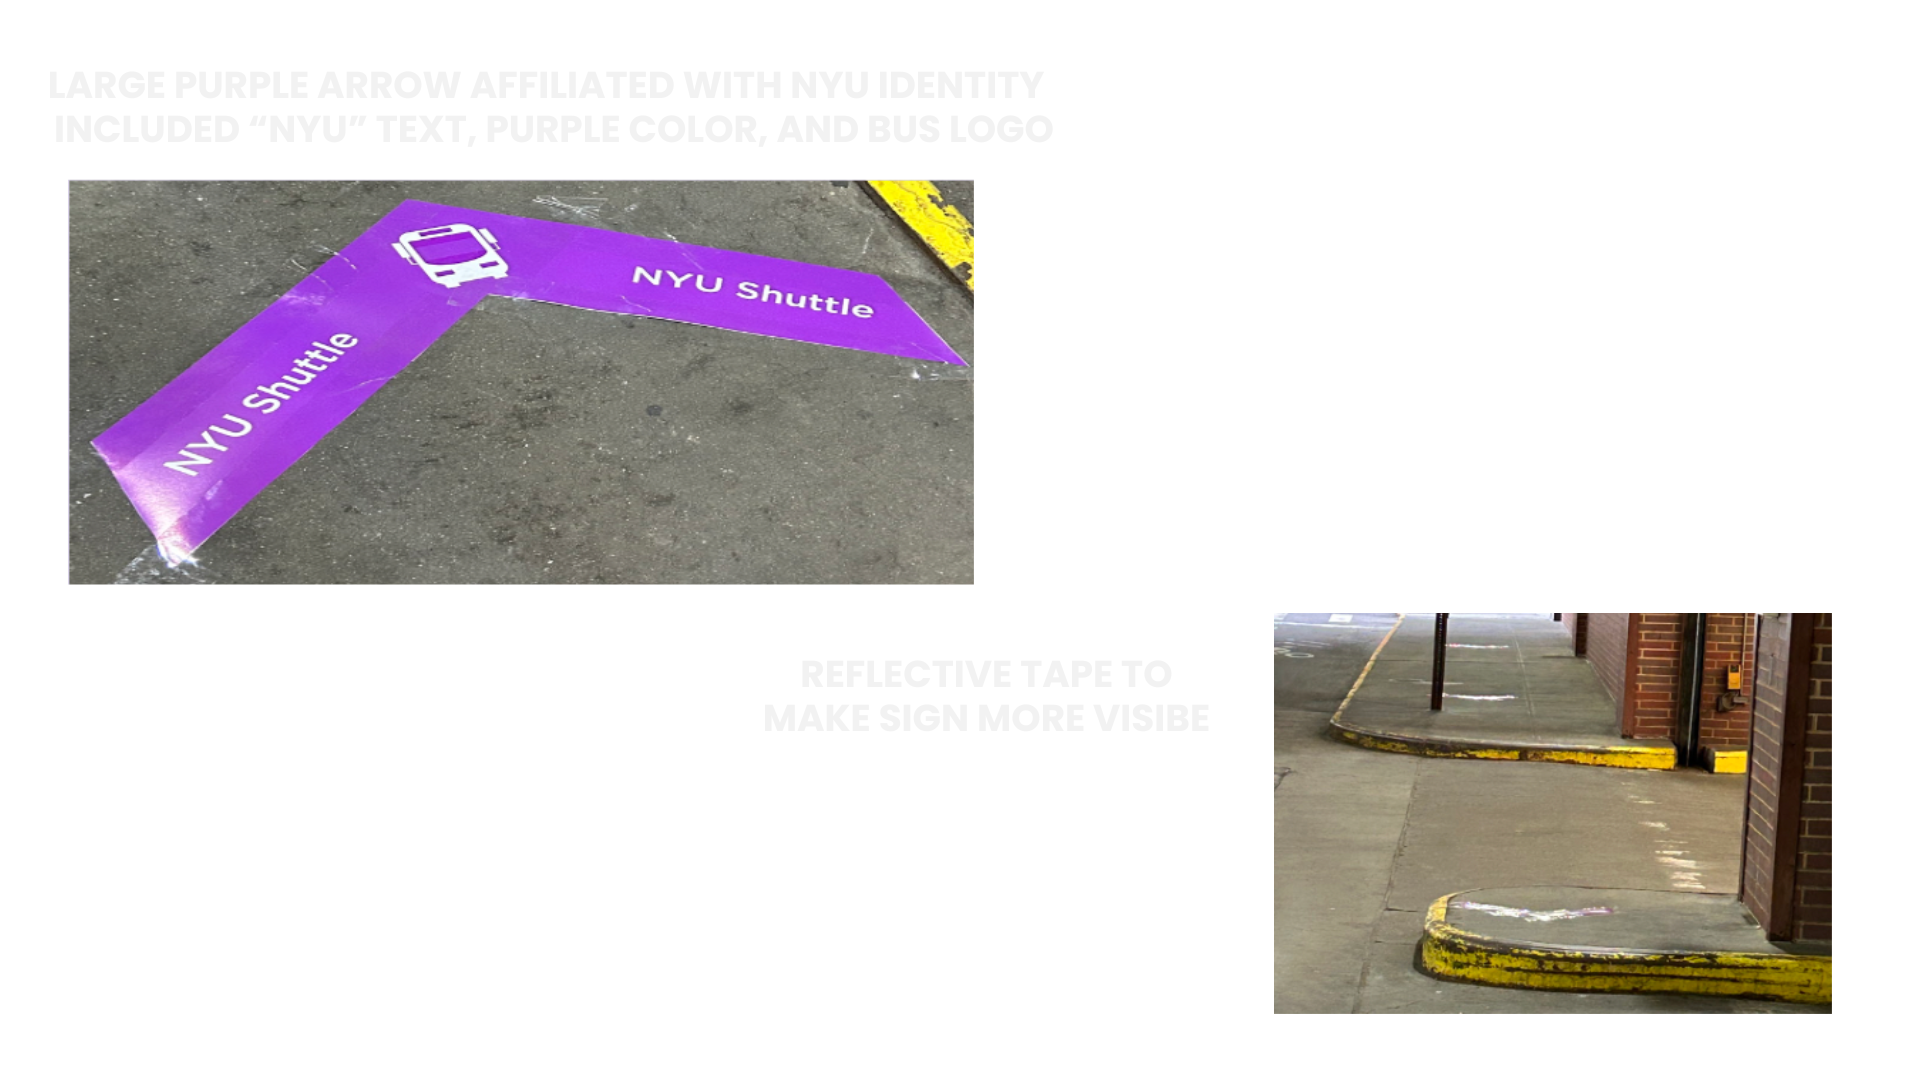 LARGE PURPLE ARROW AFFILIATED WITH NYU IDENTITY
INCLUDED “NYU” TEXT, PURPLE COLOR, AND BUS LOGO
NYU Shuttle
NYU Shuttle
REFLECTIVE TAPE TO
MAKE SIGN MORE VISIBE